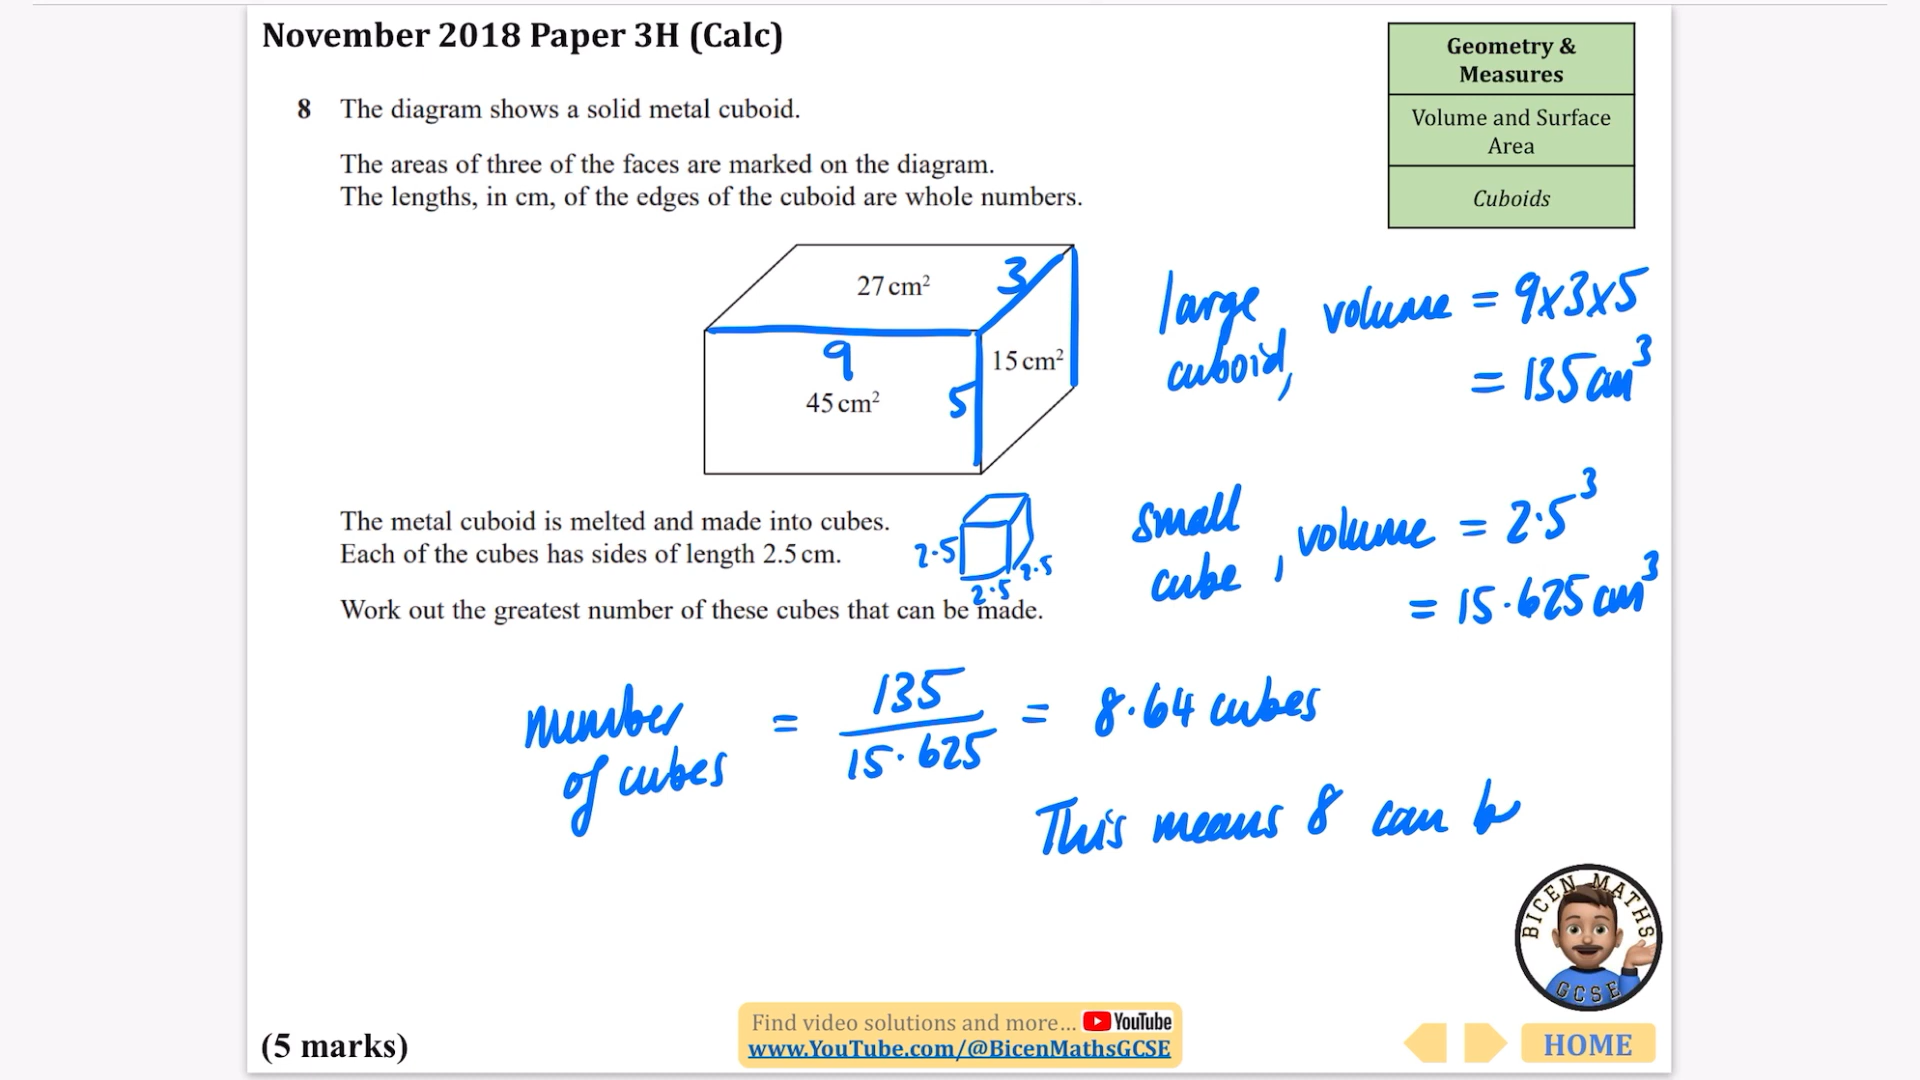 November 2018 Paper 3H (Calc)
Geometry &
Measures
Volume and Surface
Area
Cuboids
8 The diagram shows a solid metal cuboid.
The areas of three of the faces are marked on the diagram.
The lengths, in cm, of the edges of the cuboid are whole numbers.
27 cm²
3
9
45 cm²
5
15 cm²
large
cuboid,
volume = 9x3x5
= 135 cm³
The metal cuboid is melted and made into cubes.
Each of the cubes has sides of length 2.5 cm.
2.5
2.5
2.5
Work out the greatest number of these cubes that can be made.
small
cube,
volume = 2.5³
= 15.625 cm³
number
of cubes
= 135
15.625
= 8.64 cubes
This means 8 can be
BICEN MATHS
GCSE
(5 marks)
Find video solutions and more... YouTube
www.YouTube.com/@BicenMathsGCSE
HOME